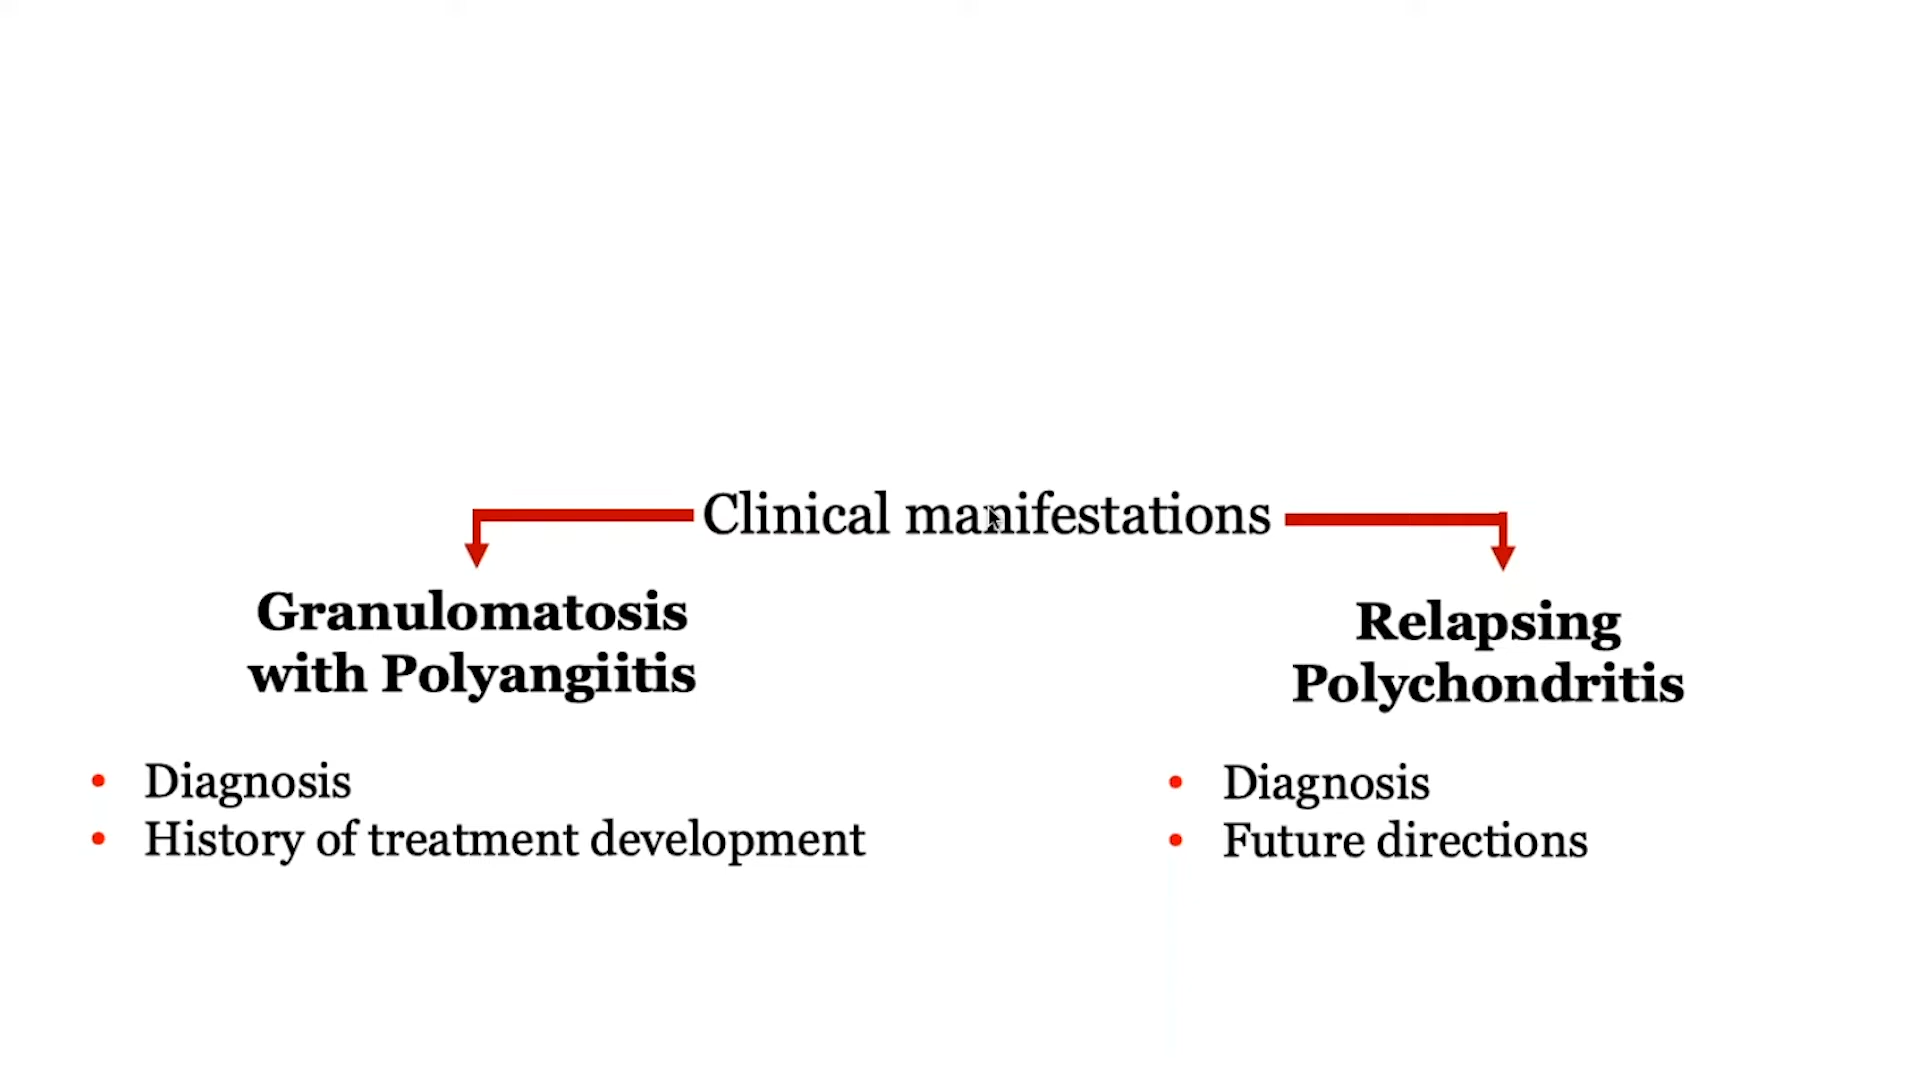 Clinical manifestations
Granulomatosis
with Polyangiitis
• Diagnosis
• History of treatment development
Relapsing
Polychondritis
• Diagnosis
• Future directions